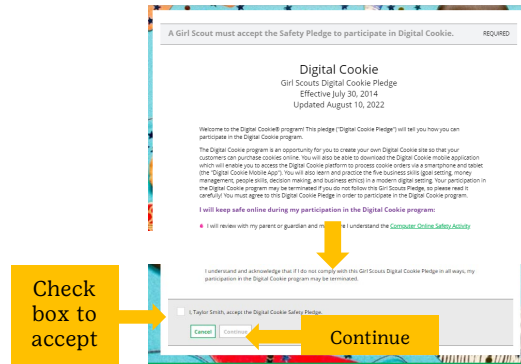 A Girl Scout must accept the Safety Pledge to participate in Digital Cookie.
REQUIRED
Digital Cookie
Girl Scouts Digital Cookie Pledge
Effective July 30, 2014
Updated August 10, 2022
Welcome to the Digital Cookie® program! This pledge ("Digital Cookie Pledge") will tell you how you can
participate in the Digital Cookie program.
The Digital Cookie program is an opportunity for you to create your own Digital Cookie site so that your
customers can purchase cookies online. You will also be able to download the Digital Cookie mobile application
which will enable you to access the Digital Cookie platform to process cookie orders via a smartphone and tablet
(the "Digital Cookie Mobile App"). You will also learn and practice the five business skills (goal setting, money
management, people skills, decision making, and business ethics) in a modern digital setting. Your participation in
the Digital Cookie program may be terminated if you do not follow this Girl Scouts Pledge, so please read it
carefully! You must agree to this Digital Cookie Pledge in order to participate in the Digital Cookie program.
I will keep safe online during my participation in the Digital Cookie program:
I will review with my parent or guardian and m e I understand the Computer Online Safety Activity
I understand and acknowledge that if I do not comply with this Girl Scouts Digital Cookie Pledge in all ways, my
participation in the Digital Cookie program may be terminated.
Check
box to
accept
I, Taylor Smith, accept the Digital Cookie Safety Pledge.
Cancel
Continue
Continue